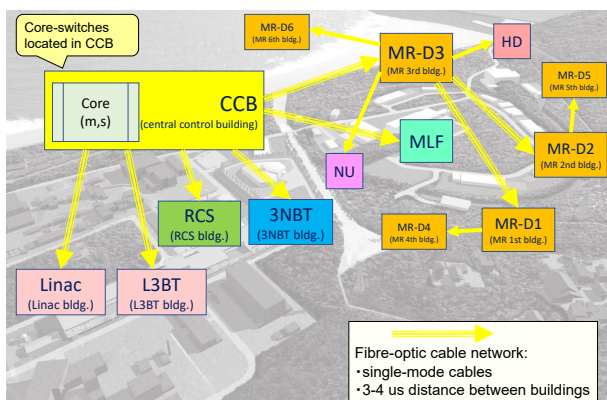 Core-switches
located in CCB
Core
(m,s)
CCB
(central control building)
MR-D6
(MR 6th bldg.)
MR-D3
(MR 3rd bldg.)
HD
MR-D5
(MR 5th bldg.)
MLF
MR-D2
(MR 2nd bldg.)
NU
RCS
(RCS bldg.)
3NBT
(3NBT bldg.)
MR-D4
(MR 4th bldg.)
MR-D1
(MR 1st bldg.)
Linac
(Linac bldg.)
L3BT
(L3BT bldg.)
Fibre-optic cable network:
・single-mode cables
・3-4 us distance between buildings